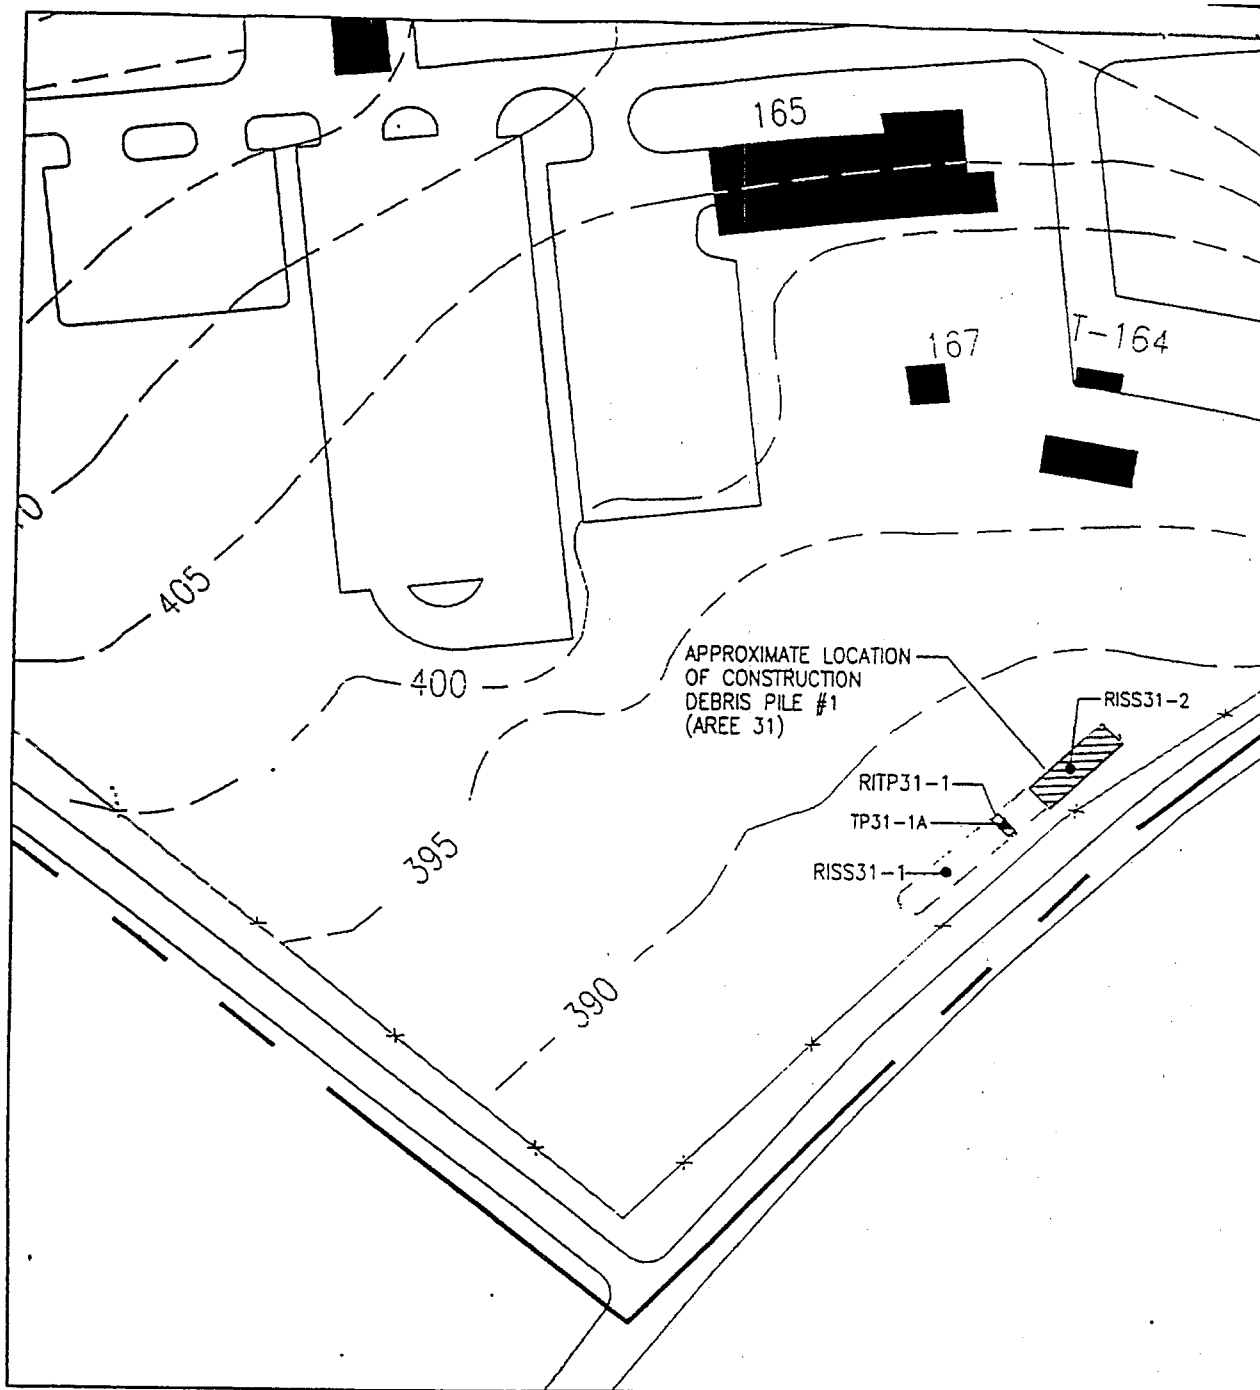 165
167
T-164
405
400
APPROXIMATE LOCATION
OF CONSTRUCTION
DEBRIS PILE #1
(AREE 31)
RISS31-2
RITP31-1
TP31-1A
RISS31-1
395
390